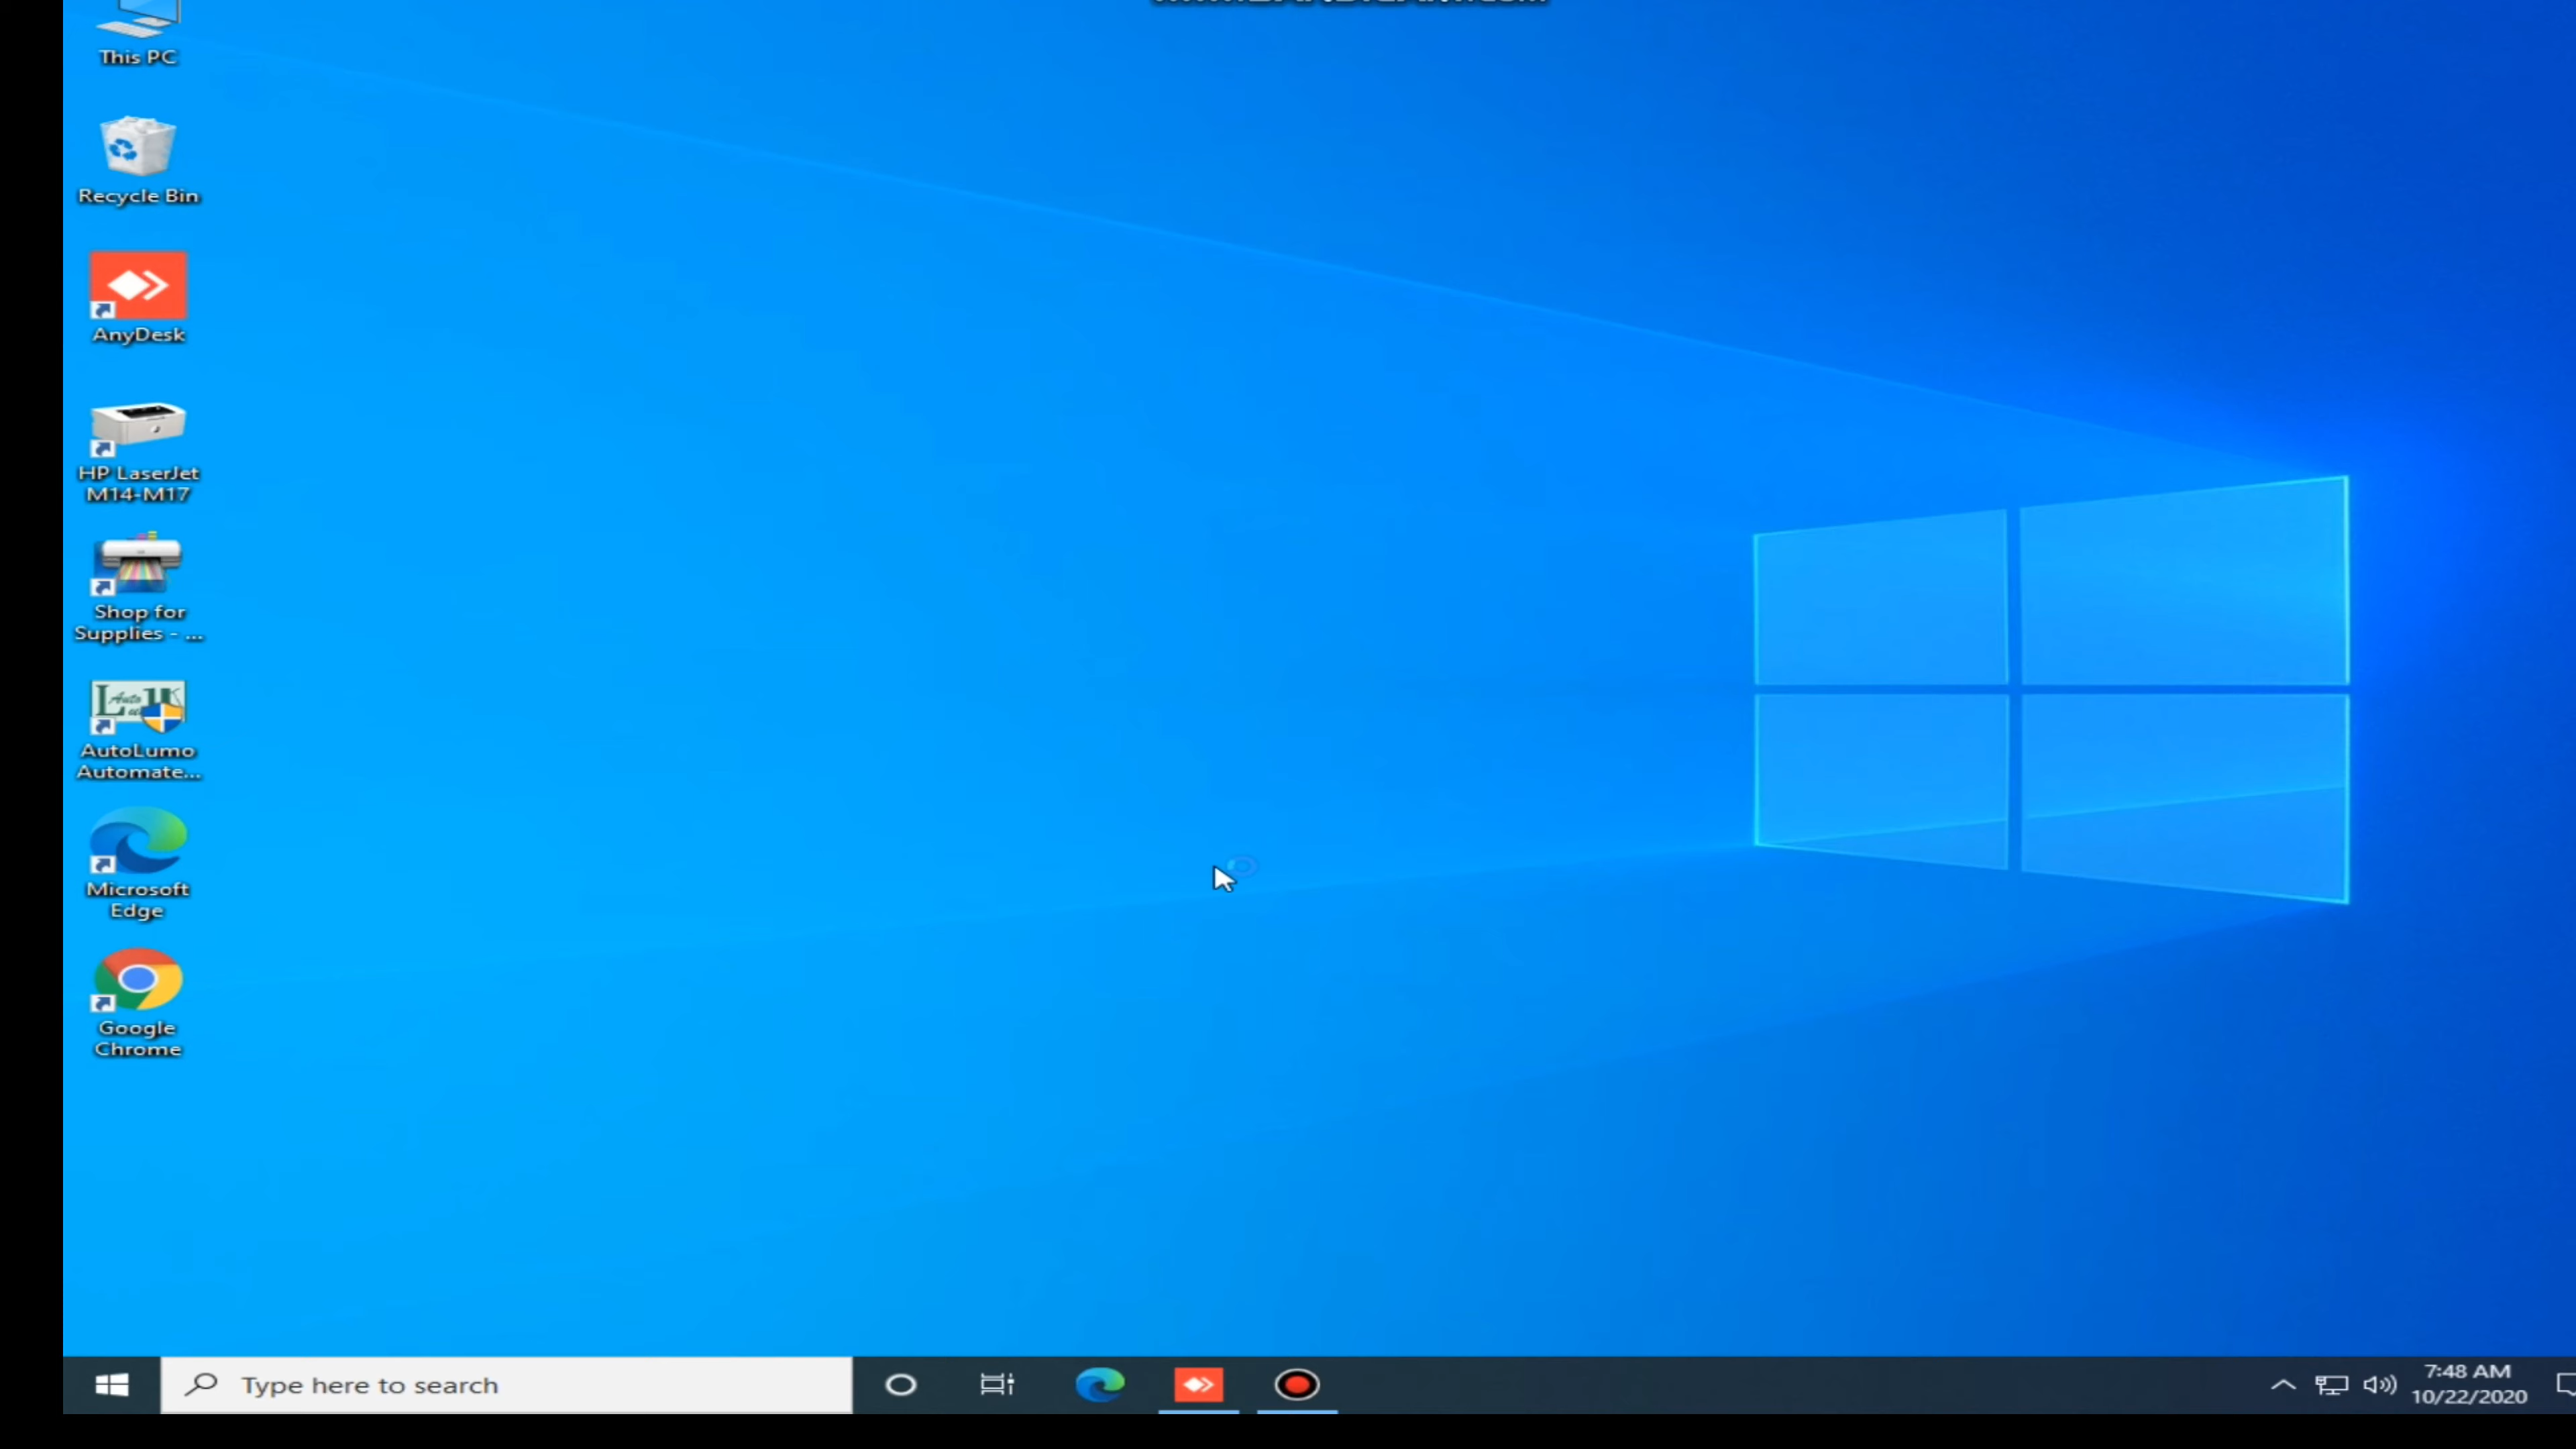 This PC
Recycle Bin
AnyDesk
HP LaserJet
M14-M17
Shop for
Supplies - ...
AutoLumo
Automate...
Microsoft
Edge
Google
Chrome
Type here to search
7:48 AM
10/22/2020